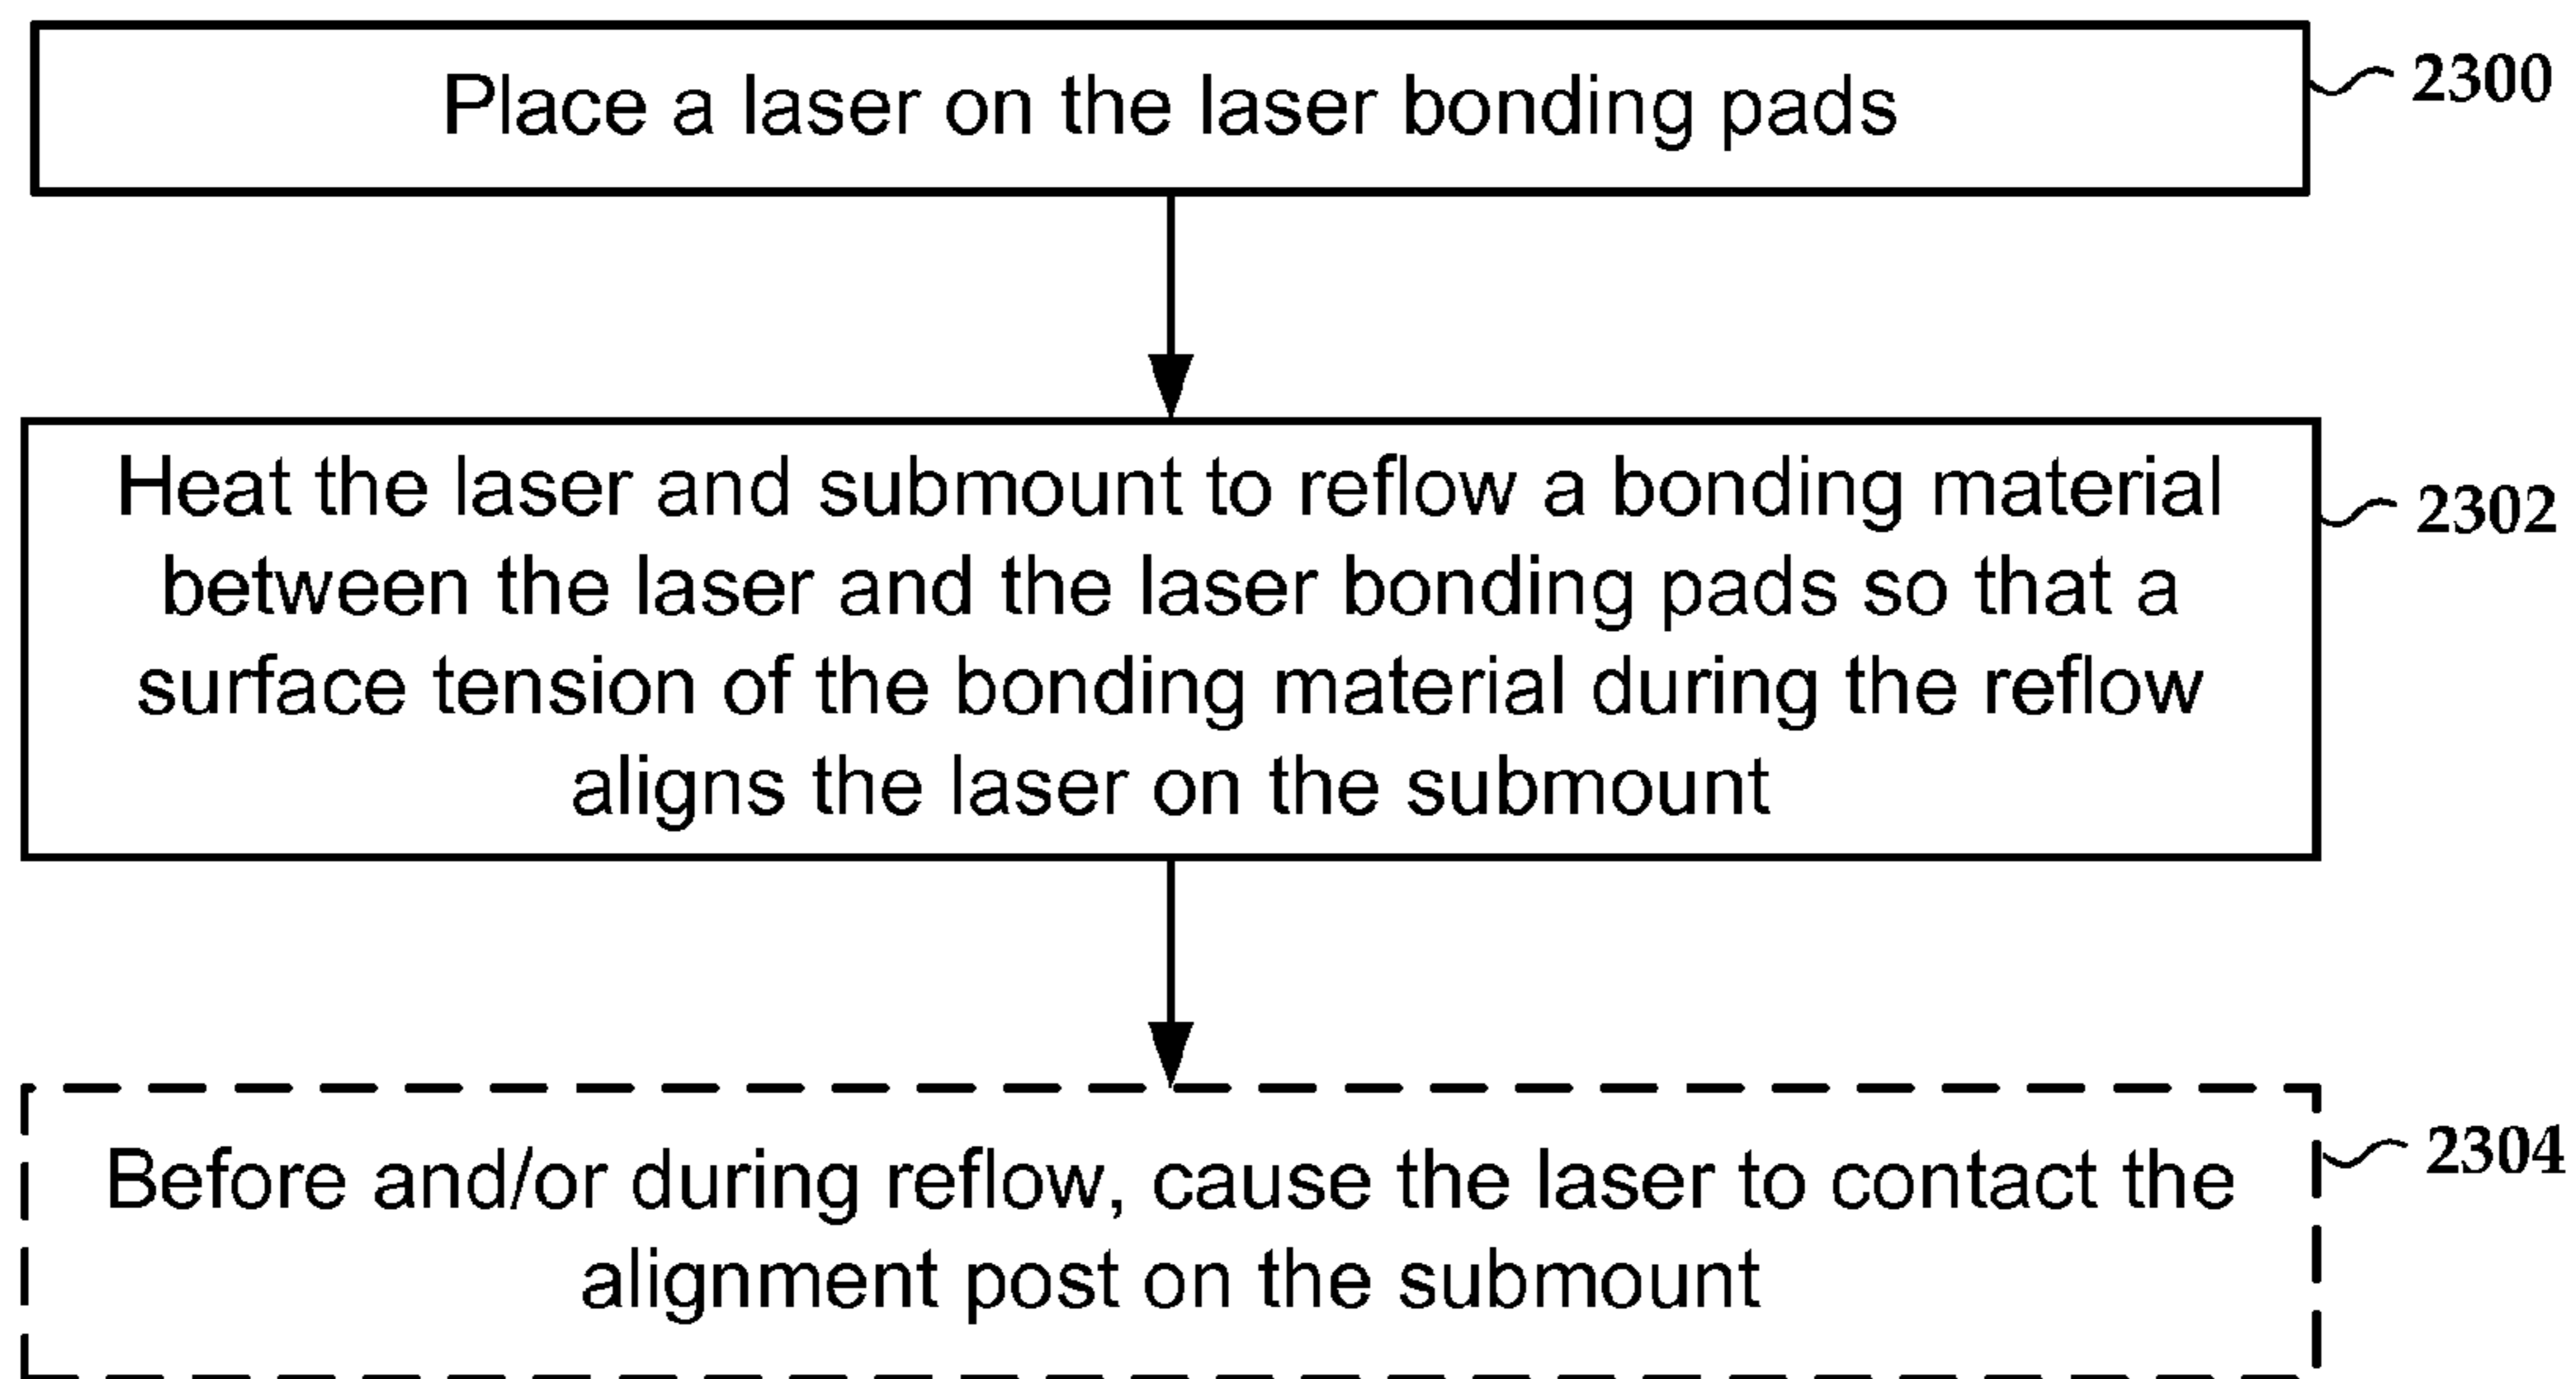 Place a laser on the laser bonding pads
2300
Heat the laser and submount to reflow a bonding material
between the laser and the laser bonding pads so that a
surface tension of the bonding material during the reflow
aligns the laser on the submount
2302
Before and/or during reflow, cause the laser to contact the
alignment post on the submount
2304